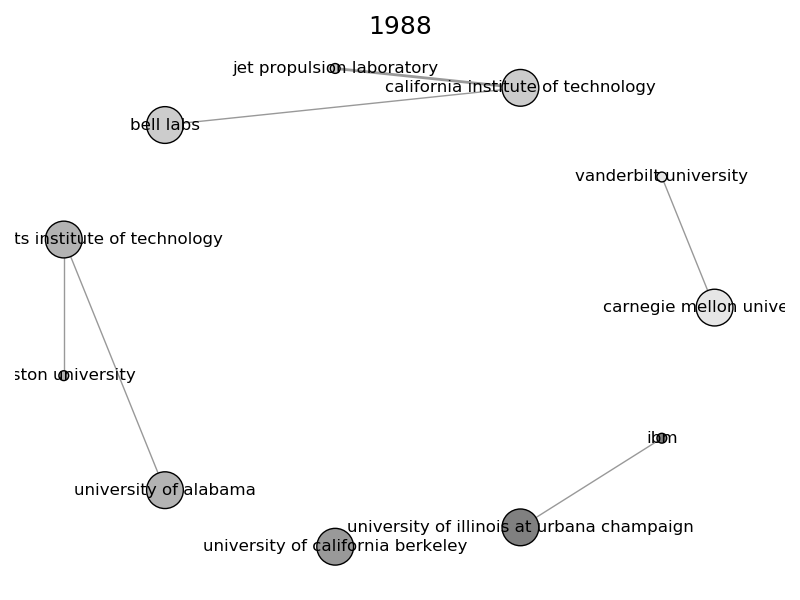 1988
jet propulsion laboratory
california institute of technology
bell labs
vanderbilt university
ts institute of technology
carnegie mellon unive
ston university
ibm
university of alabama
university of illinois at urbana champaign
university of california berkeley